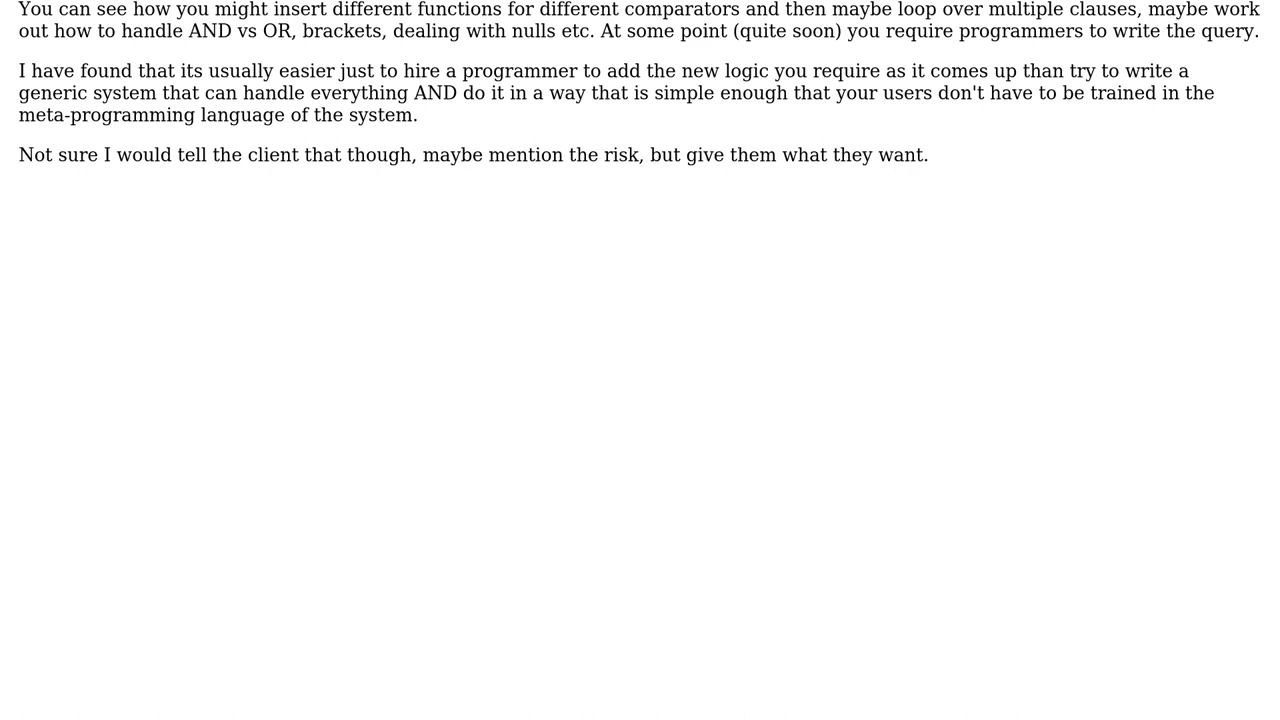 You can see how you might insert different functions for different comparators and then maybe loop over multiple clauses, maybe work
out how to handle AND vs OR, brackets, dealing with nulls etc. At some point (quite soon) you require programmers to write the query.
I have found that its usually easier just to hire a programmer to add the new logic you require as it comes up than try to write a
generic system that can handle everything AND do it in a way that is simple enough that your users don't have to be trained in the
meta-programming language of the system.
Not sure I would tell the client that though, maybe mention the risk, but give them what they want.